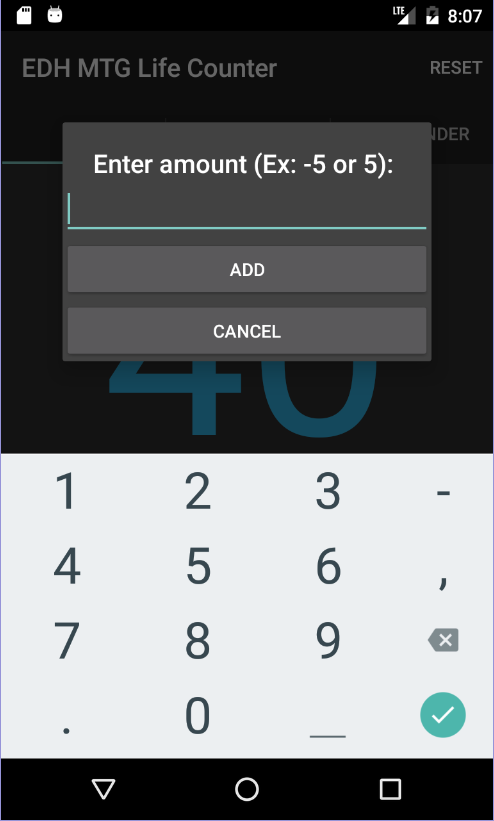 LTE 8:07
EDH MTG Life Counter RESET
NDER
Enter amount (Ex: -5 or 5):
ADD
CANCEL
40
1 2 3 -
4 5 6 ,
7 8 9
. 0 _